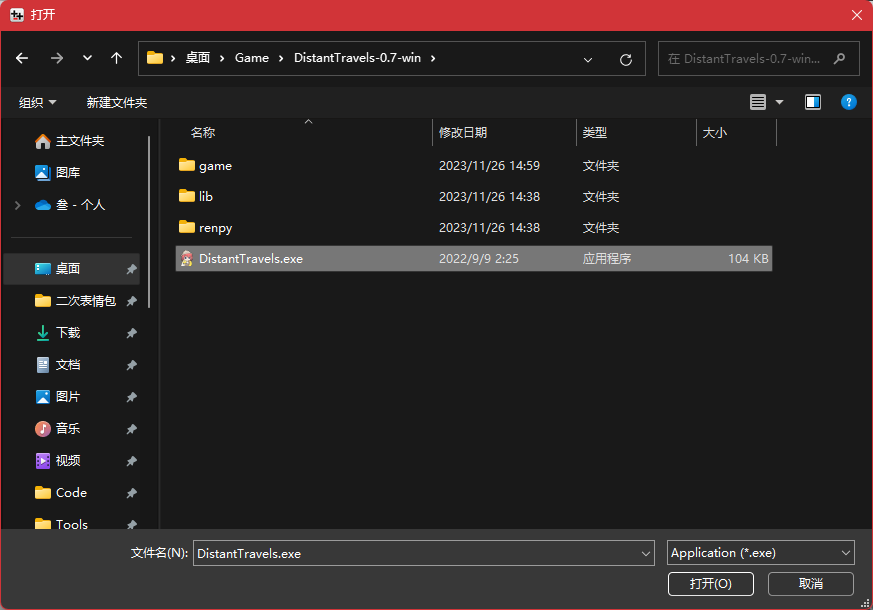 打开
桌面 Game DistantTravels-0.7-win
在 DistantTravels-0.7-win...
组织 新建文件夹
主文件夹
图库
叁 - 个人
桌面
二次表情包
下载
文档
图片
音乐
视频
Code
Tools
名称 修改日期 类型 大小
game 2023/11/26 14:59 文件夹
lib 2023/11/26 14:38 文件夹
renpy 2023/11/26 14:38 文件夹
DistantTravels.exe 2022/9/9 2:25 应用程序 104 KB
文件名(N): DistantTravels.exe Application (*.exe)
打开(O) 取消